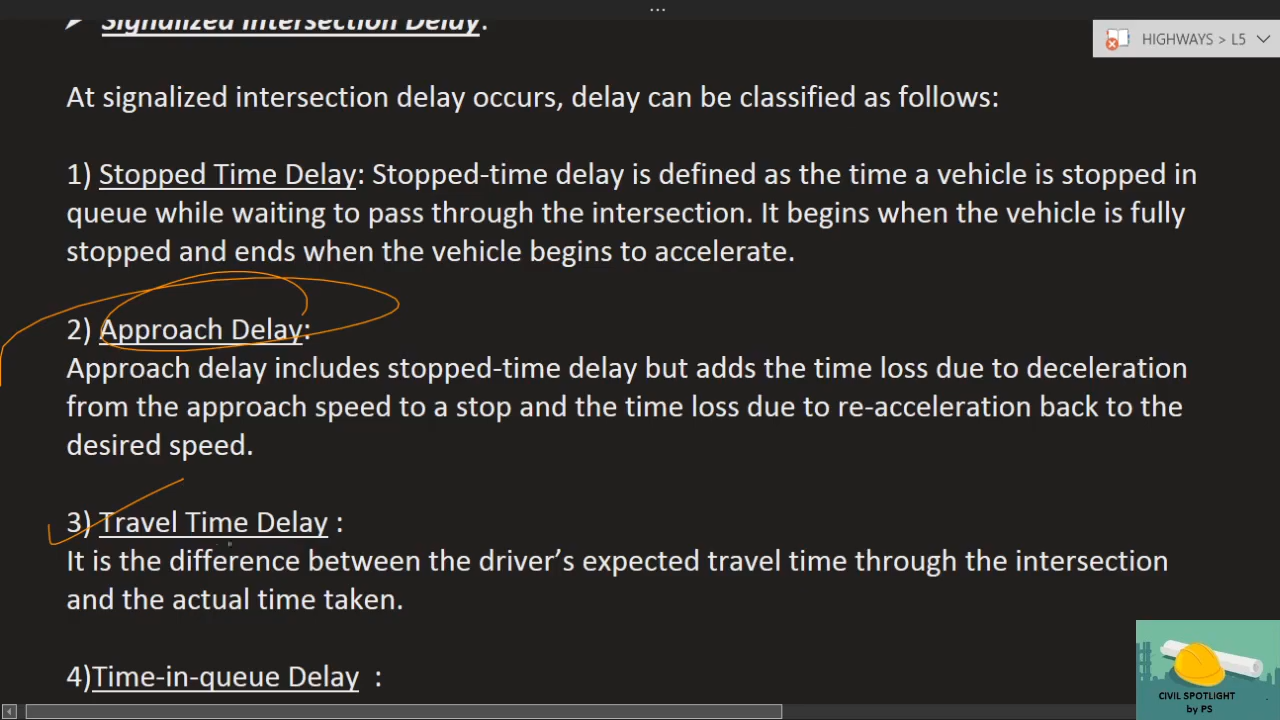 ...
Signalized Intersection Delay:
HIGHWAYS > L5
At signalized intersection delay occurs, delay can be classified as follows:
1) Stopped Time Delay: Stopped-time delay is defined as the time a vehicle is stopped in
queue while waiting to pass through the intersection. It begins when the vehicle is fully
stopped and ends when the vehicle begins to accelerate.
2) Approach Delay:
Approach delay includes stopped-time delay but adds the time loss due to deceleration
from the approach speed to a stop and the time loss due to re-acceleration back to the
desired speed.
3) Travel Time Delay :
It is the difference between the driver’s expected travel time through the intersection
and the actual time taken.
4)Time-in-queue Delay :
CIVIL SPOTLIGHT
by PS